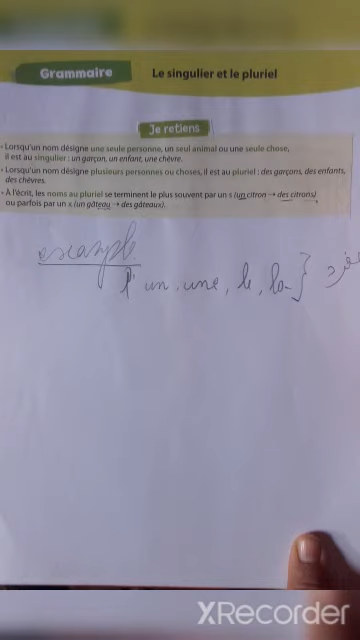 Grammaire Le singulier et le pluriel
Je retiens
• Lorsqu'un nom désigne une seule personne, un seul animal ou une seule chose,
il est au singulier : un garçon, un enfant, une chèvre.
• Lorsqu'un nom désigne plusieurs personnes ou choses, il est au pluriel : des garçons, des enfants,
des chèvres.
• À l'écrit, les noms au pluriel se terminent le plus souvent par un s (un citron → des citrons)
ou parfois par un x (un gâteau → des gâteaux).
l' un, une, le, la } مفرد
XRecorder